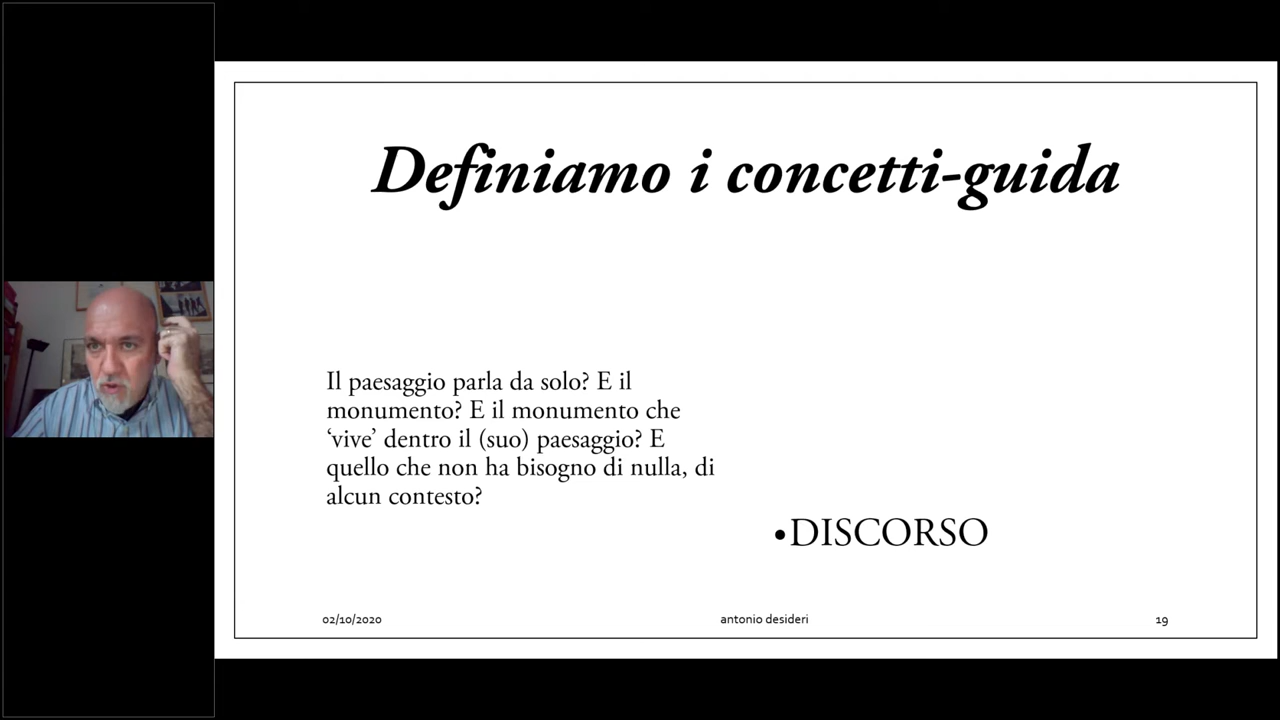 Definiamo i concetti-guida
Il paesaggio parla da solo? E il
monumento? E il monumento che
‘vive’ dentro il (suo) paesaggio? E
quello che non ha bisogno di nulla, di
alcun contesto?
•DISCORSO
02/10/2020
antonio desideri
19